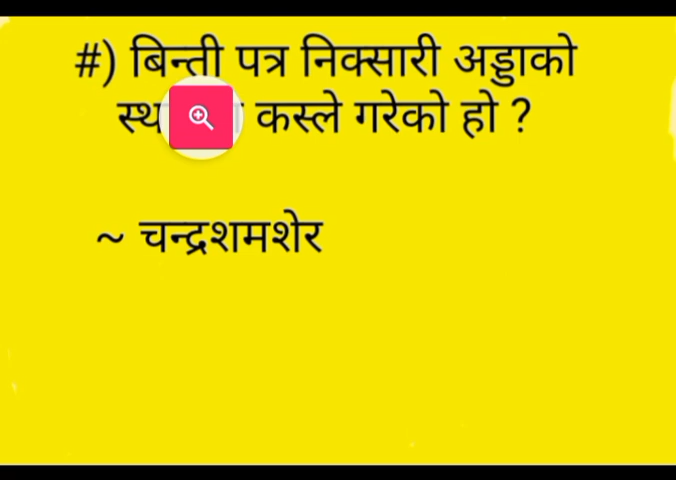 #) बिन्ती पत्र निक्सारी अड्डाको
कस्ले गरेको हो ?
~ चन्द्रशमशेर